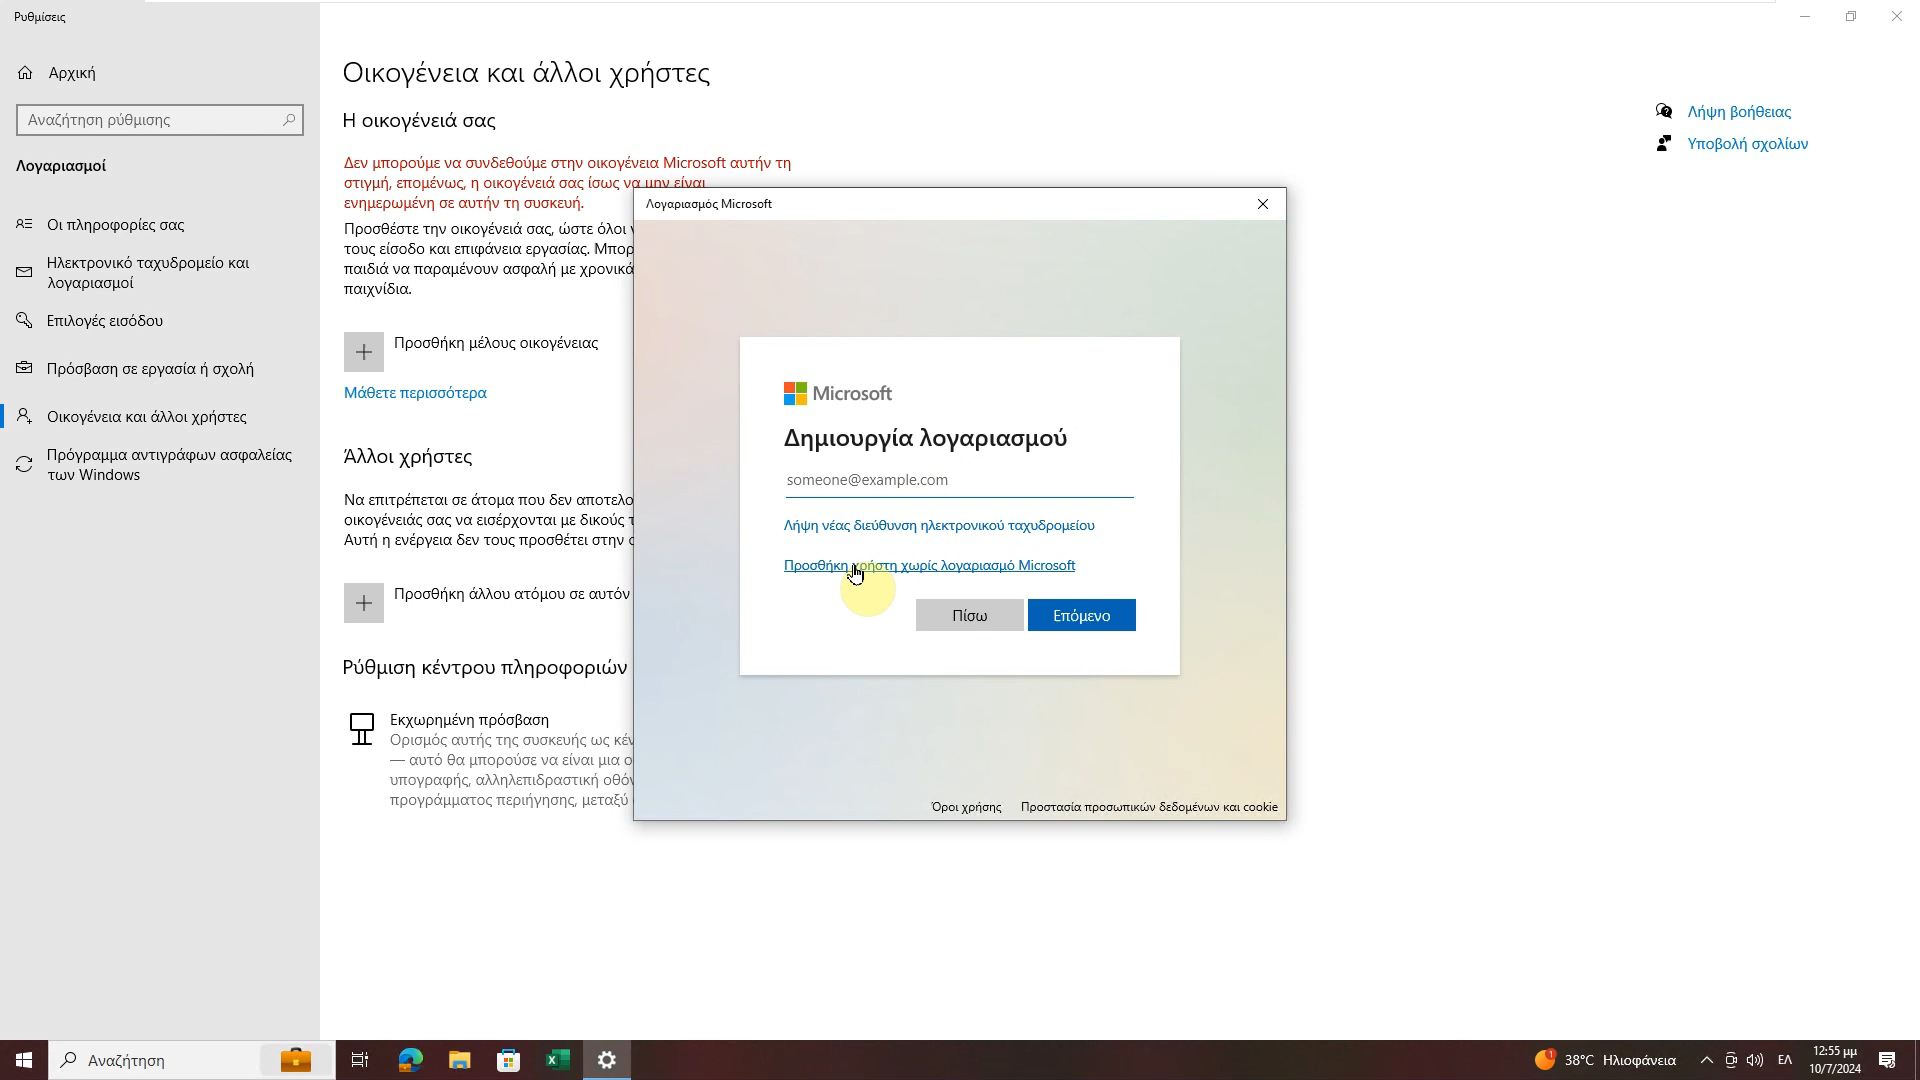 Ρυθμίσεις
Αρχική
Αναζήτηση ρύθμισης
Λογαριασμοί
Οι πληροφορίες σας
Ηλεκτρονικό ταχυδρομείο και
λογαριασμοί
Επιλογές εισόδου
Πρόσβαση σε εργασία ή σχολή
Οικογένεια και άλλοι χρήστες
Πρόγραμμα αντιγράφων ασφαλείας
των Windows
Οικογένεια και άλλοι χρήστες
Η οικογένειά σας
Δεν μπορούμε να συνδεθούμε στην οικογένεια Microsoft αυτήν τη
στιγμή, επομένως, η οικογένειά σας ίσως να μην είναι
ενημερωμένη σε αυτήν τη συσκευή.
Προσθέστε την οικογένειά σας, ώστε όλοι
τους είσοδο και επιφάνεια εργασίας.
παιδιά να παραμένουν ασφαλή με
παιχνίδια.
Προσθήκη μέλους οικογένειας
Μάθετε περισσότερα
Άλλοι χρήστες
Να επιτρέπεται σε άτομα που δεν
οικογένειάς σας να εισέρχονται με δικούς
Αυτή η ενέργεια δεν τους προσθέτει στην
Προσθήκη άλλου ατόμου σε αυτόν
Ρύθμιση κέντρου πληροφοριών
Εκχωρημένη πρόσβαση
Ορισμός αυτής της συσκευής ως
— αυτό θα μπορούσε να είναι μια
υπογραφής, αλληλεπιδραστική
προγράμματος περιήγησης, μεταξύ
Λήψη βοήθειας
Υποβολή σχολίων
Λογαριασμός Microsoft
Microsoft
Δημιουργία λογαριασμού
someone@example.com
Λήψη νέας διεύθυνση ηλεκτρονικού ταχυδρομείου
Προσθήκη χρήστη χωρίς λογαριασμό Microsoft
Πίσω Επόμενο
Όροι χρήσης Προστασία προσωπικών δεδομένων και cookie
Αναζήτηση
1 38°C Ηλιοφάνεια ΕΛ 12:55 μμ
10/7/2024